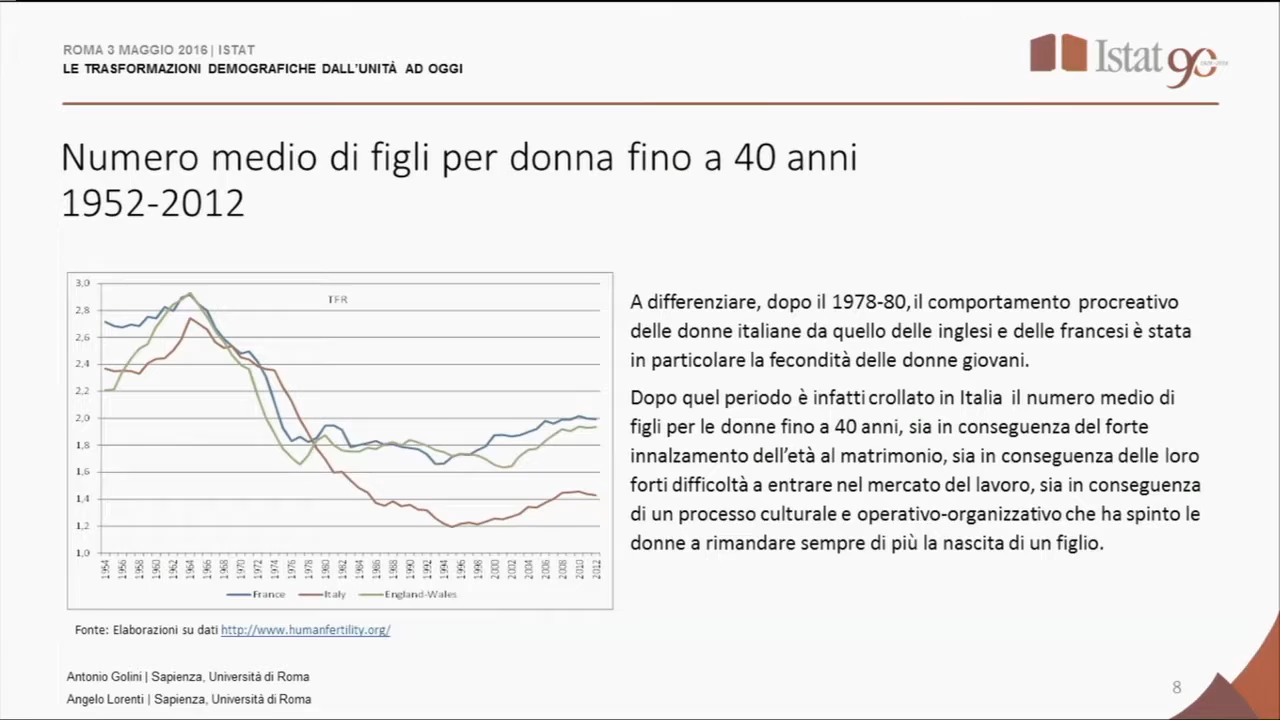 ROMA 3 MAGGIO 2016 | ISTAT
LE TRASFORMAZIONI DEMOGRAFICHE DALL'UNITÀ AD OGGI
Istat 90
Numero medio di figli per donna fino a 40 anni
1952-2012
TFR
3,0
2,8
2,6
2,4
2,2
2,0
1,8
1,6
1,4
1,2
1,0
1954 1956 1958 1960 1962 1964 1966 1968 1970 1972 1974 1976 1978 1980 1982 1984 1986 1988 1990 1992 1994 1996 1998 2000 2002 2004 2006 2008 2010 2012
France Italy England-Wales
A differenziare, dopo il 1978-80, il comportamento procreativo
delle donne italiane da quello delle inglesi e delle francesi è stata
in particolare la fecondità delle donne giovani.
Dopo quel periodo è infatti crollato in Italia il numero medio di
figli per le donne fino a 40 anni, sia in conseguenza del forte
innalzamento dell'età al matrimonio, sia in conseguenza delle loro
forti difficoltà a entrare nel mercato del lavoro, sia in conseguenza
di un processo culturale e operativo-organizzativo che ha spinto le
donne a rimandare sempre di più la nascita di un figlio.
Fonte: Elaborazioni su dati http://www.humanfertility.org/
Antonio Golini | Sapienza, Università di Roma
Angelo Lorenti | Sapienza, Università di Roma
8